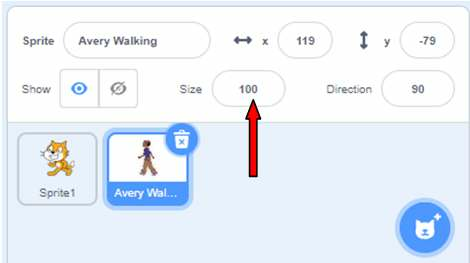 Sprite Avery Walking x 119 y -79
Show Size 100 Direction 90
Sprite1 Avery Wal...